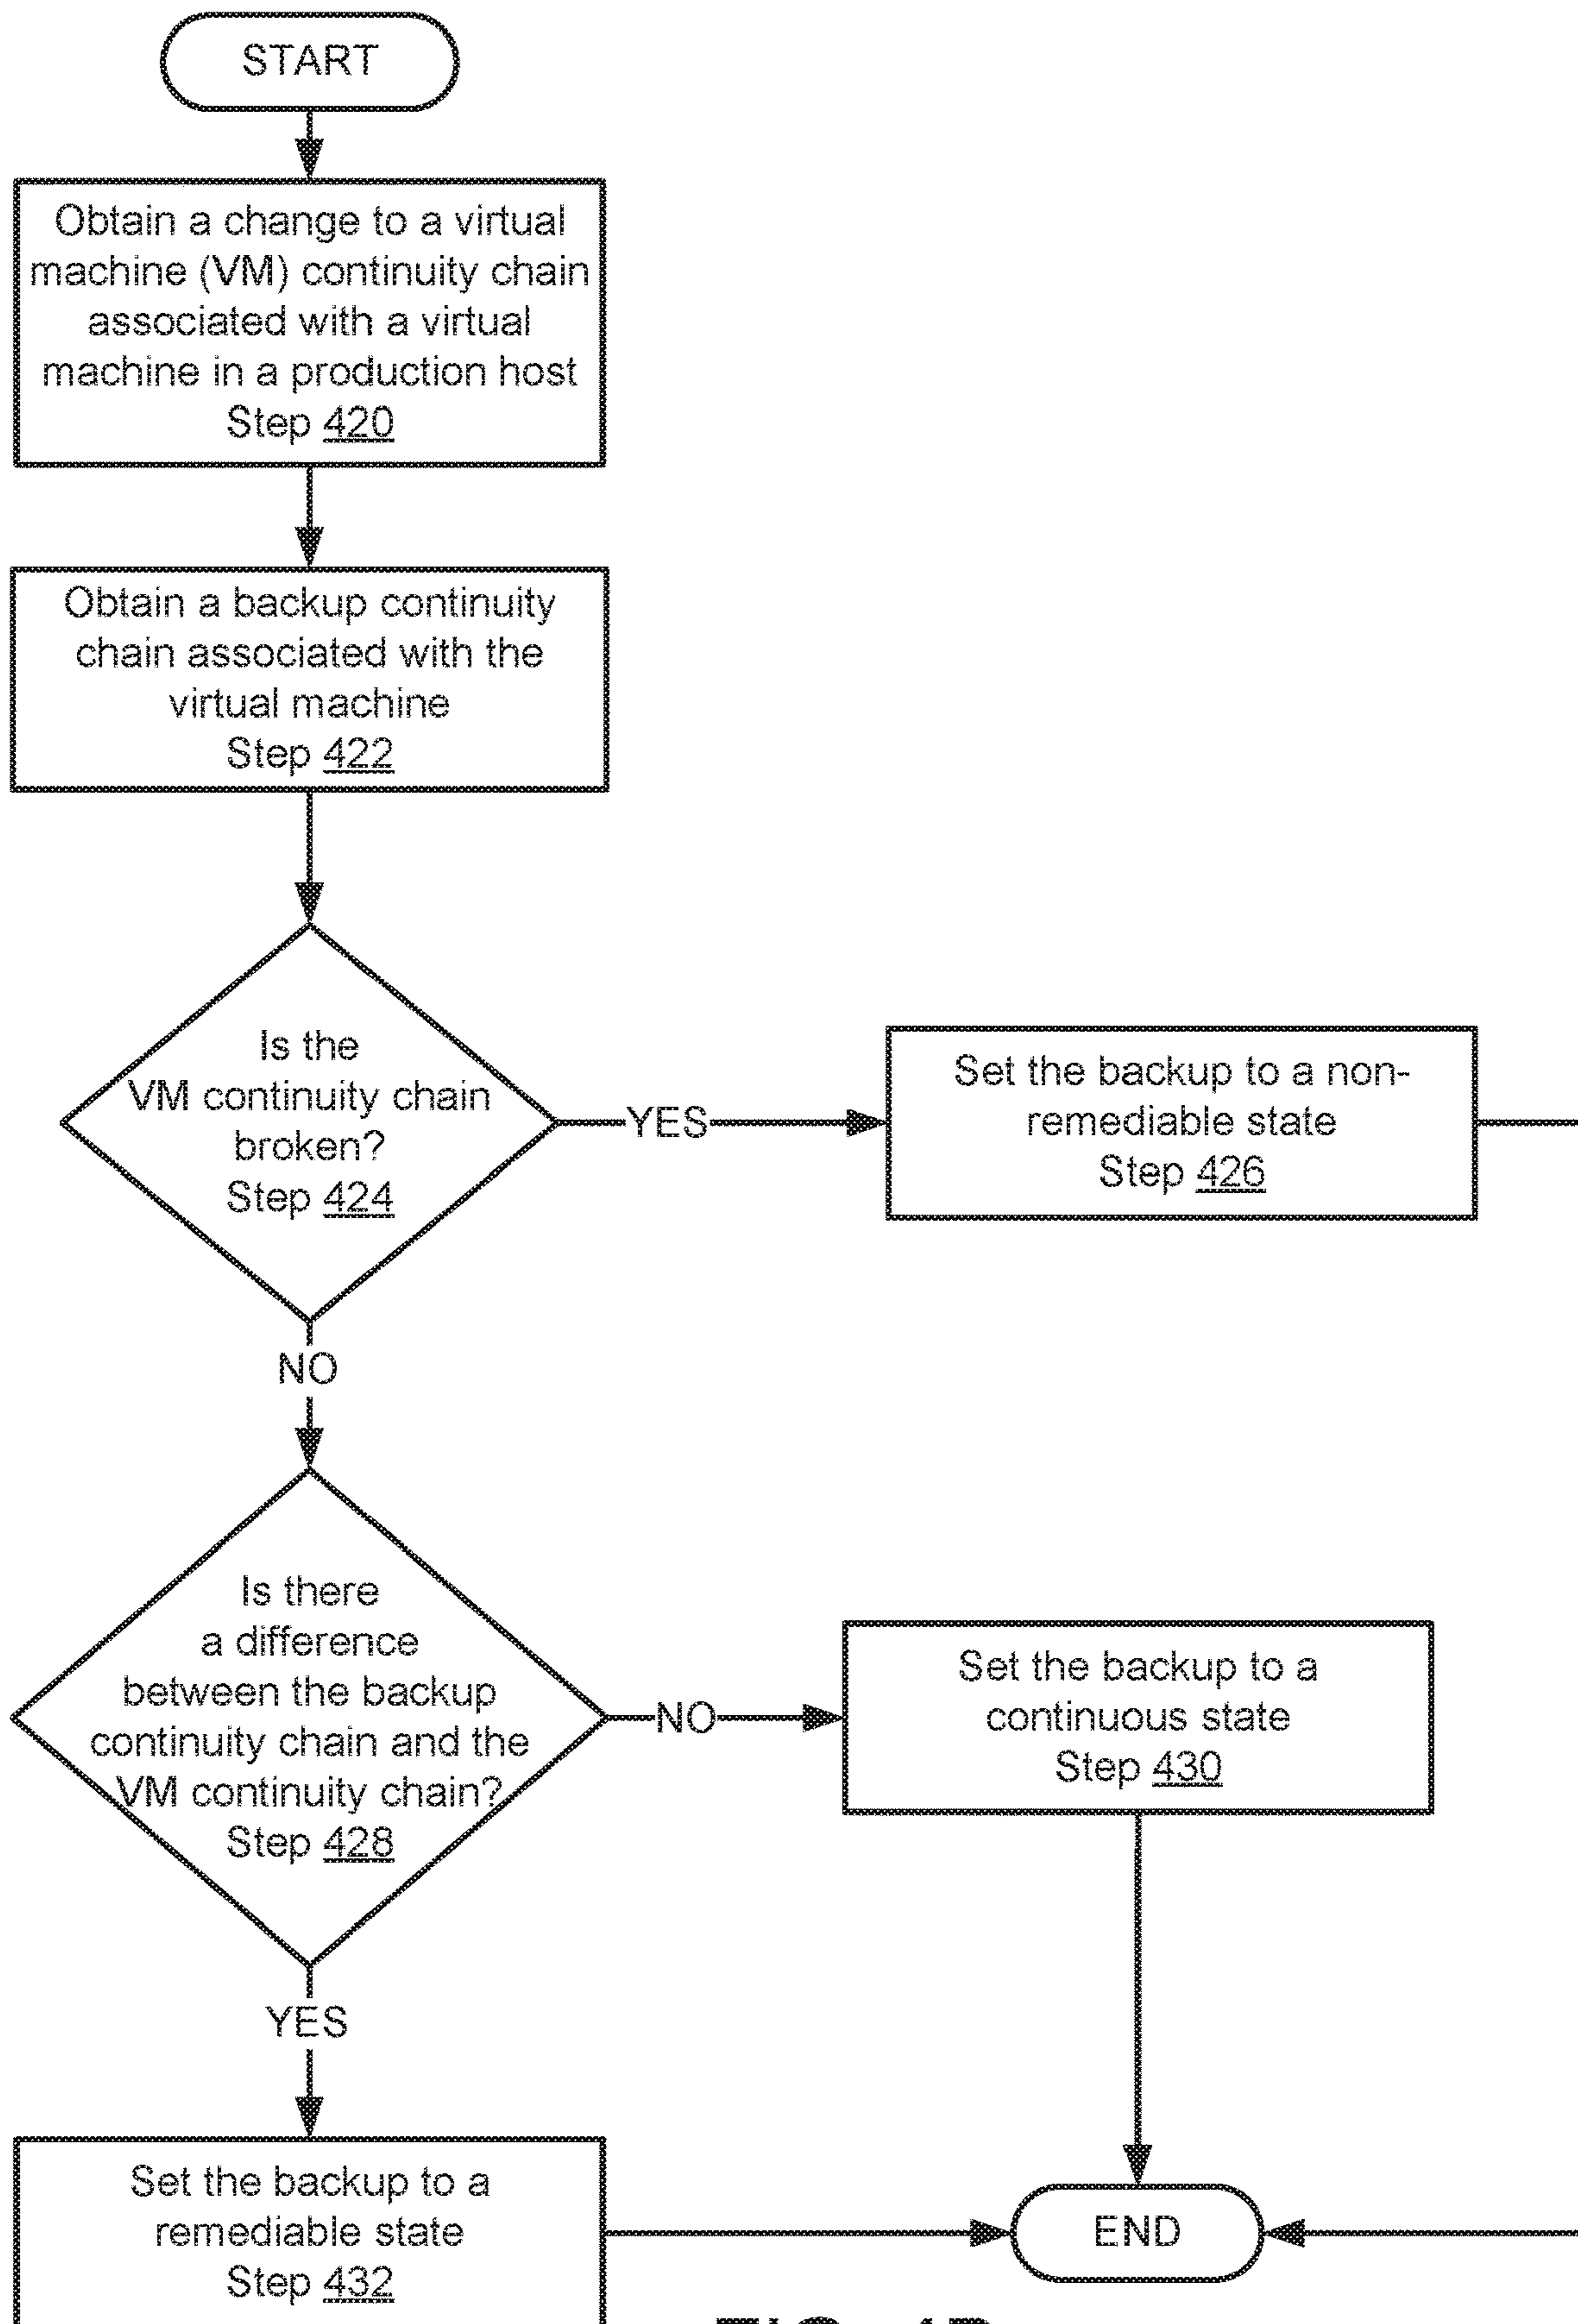 START
Obtain a change to a virtual
machine (VM) continuity chain
associated with a virtual
machine in a production host
Step 420
Obtain a backup continuity
chain associated with the
virtual machine
Step 422
Is the
VM continuity chain
broken?
Step 424
YES
Set the backup to a non-
remediable state
Step 426
NO
Is there
a difference
between the backup
continuity chain and the
VM continuity chain?
Step 428
NO
Set the backup to a
continuous state
Step 430
YES
Set the backup to a
remediable state
Step 432
END